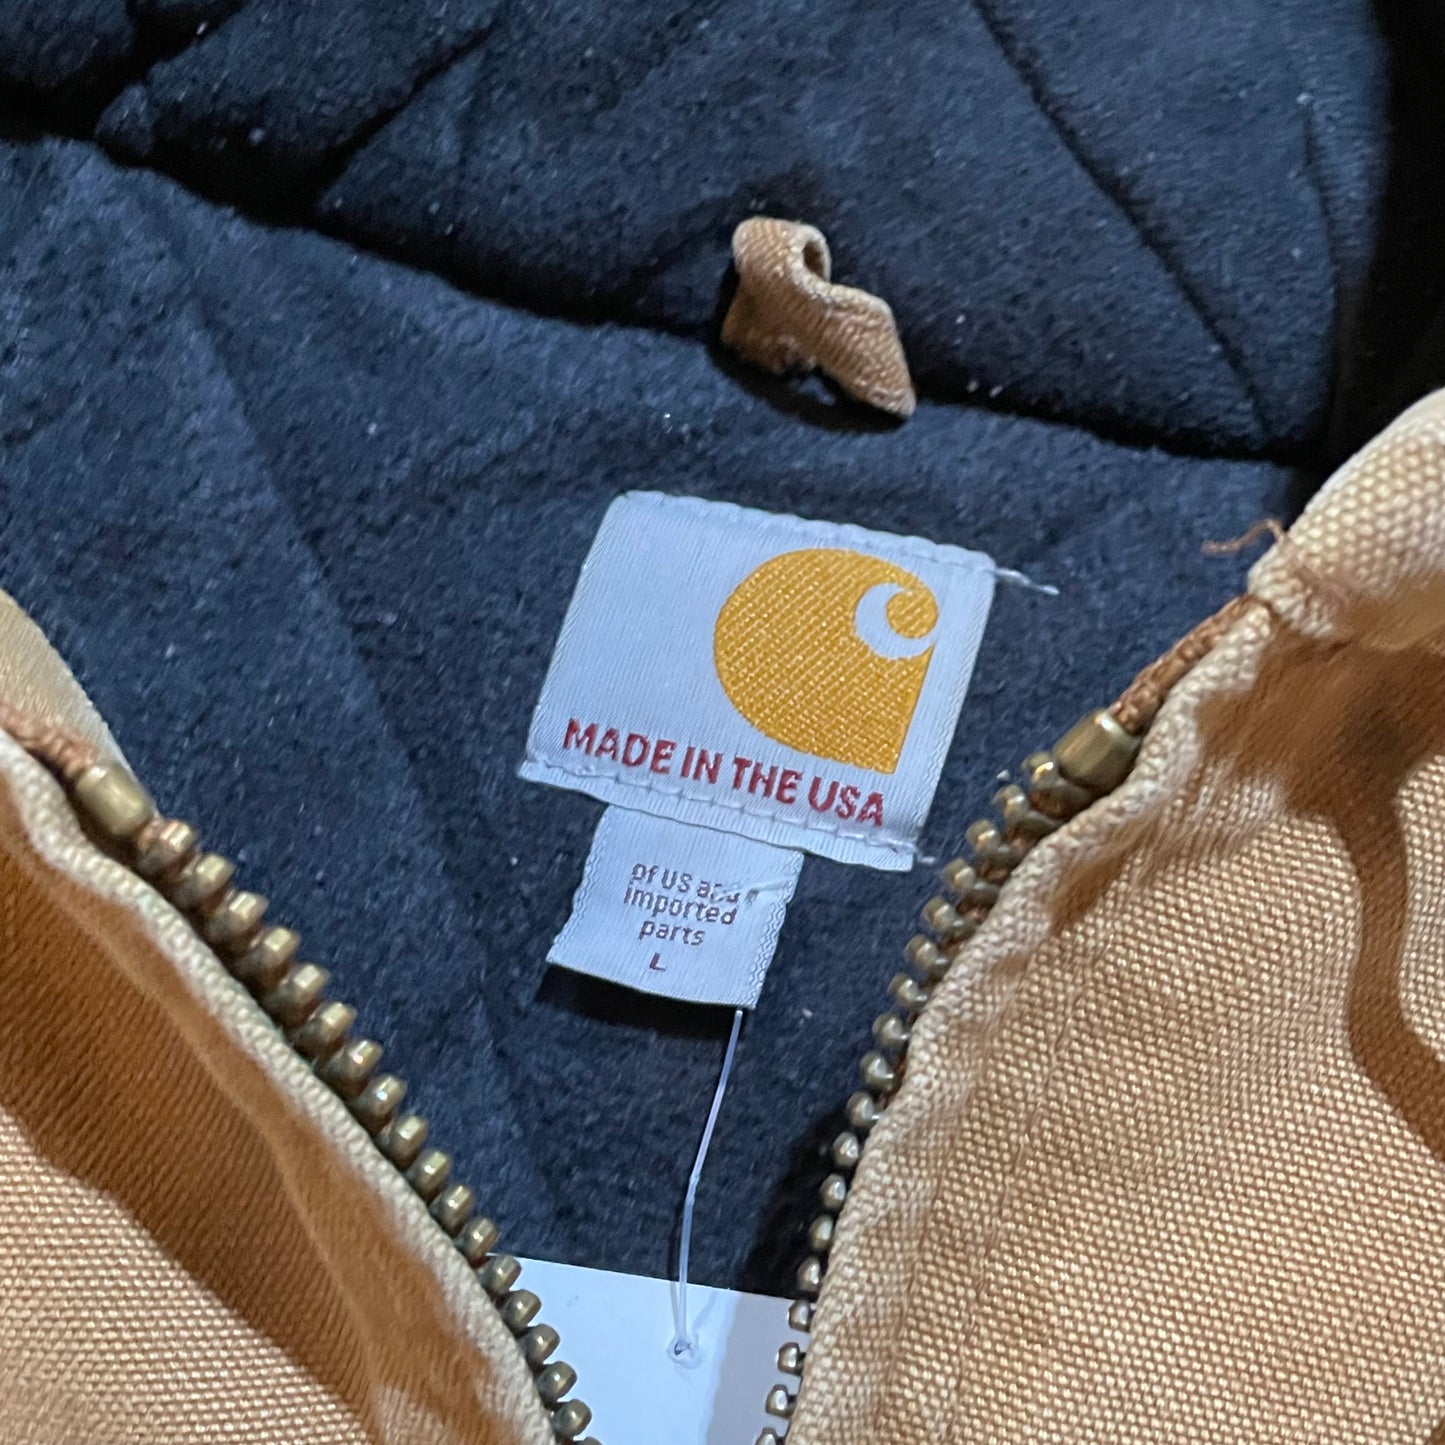 MADE IN THE USA
of US and
imported
parts
L